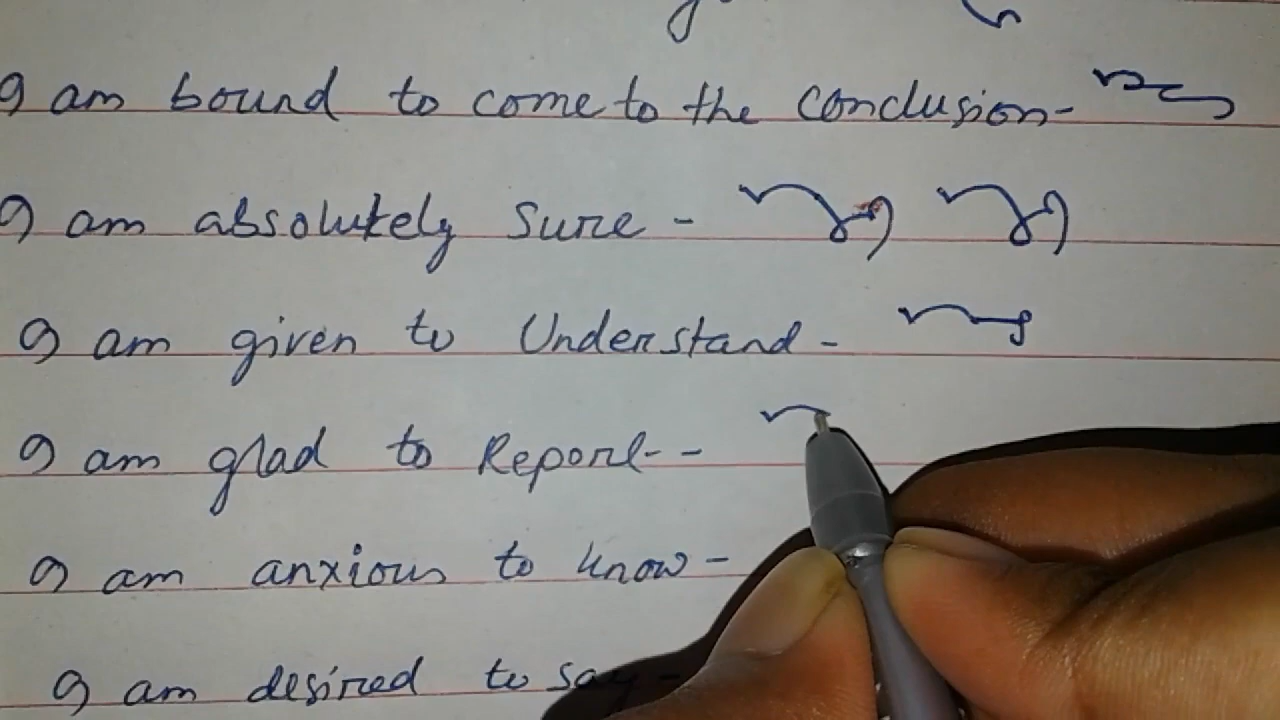 I am bound to come to the conclusion-
I am absolutely sure -
I am given to Understand -
I am glad to Report--
I am anxious to know -
I am desired to say -